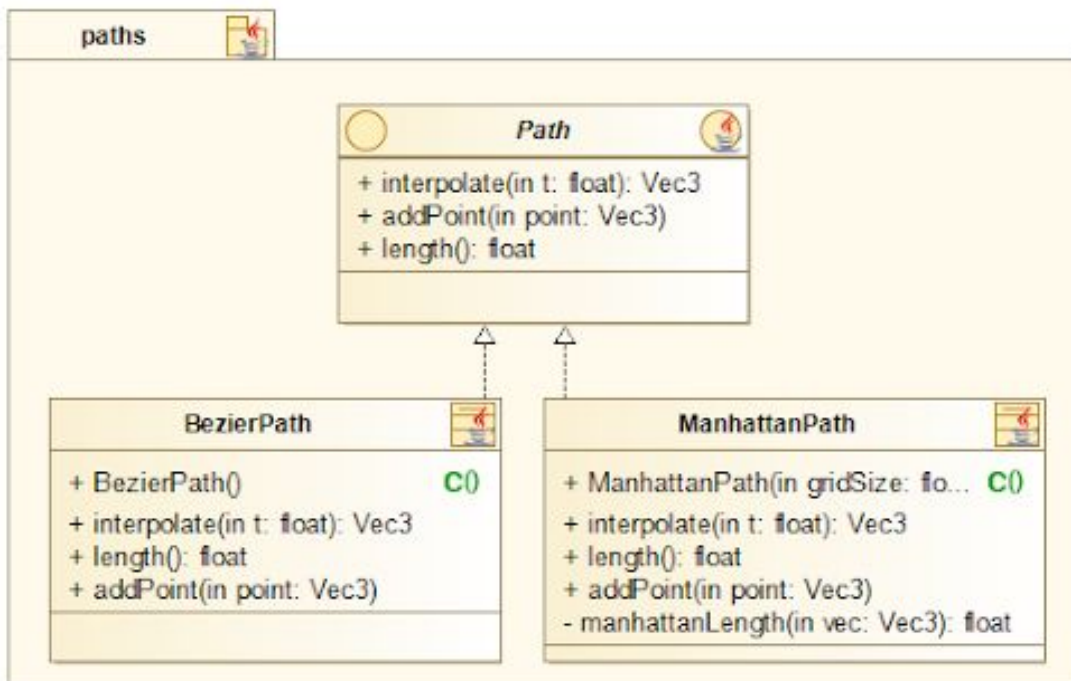 paths
Path
+ interpolate(in t: float): Vec3
+ addPoint(in point: Vec3)
+ length(): float
BezierPath
+ BezierPath() C()
+ interpolate(in t: float): Vec3
+ length(): float
+ addPoint(in point: Vec3)
ManhattanPath
+ ManhattanPath(in gridSize: flo... C()
+ interpolate(in t: float): Vec3
+ length(): float
+ addPoint(in point: Vec3)
- manhattanLength(in vec: Vec3): float